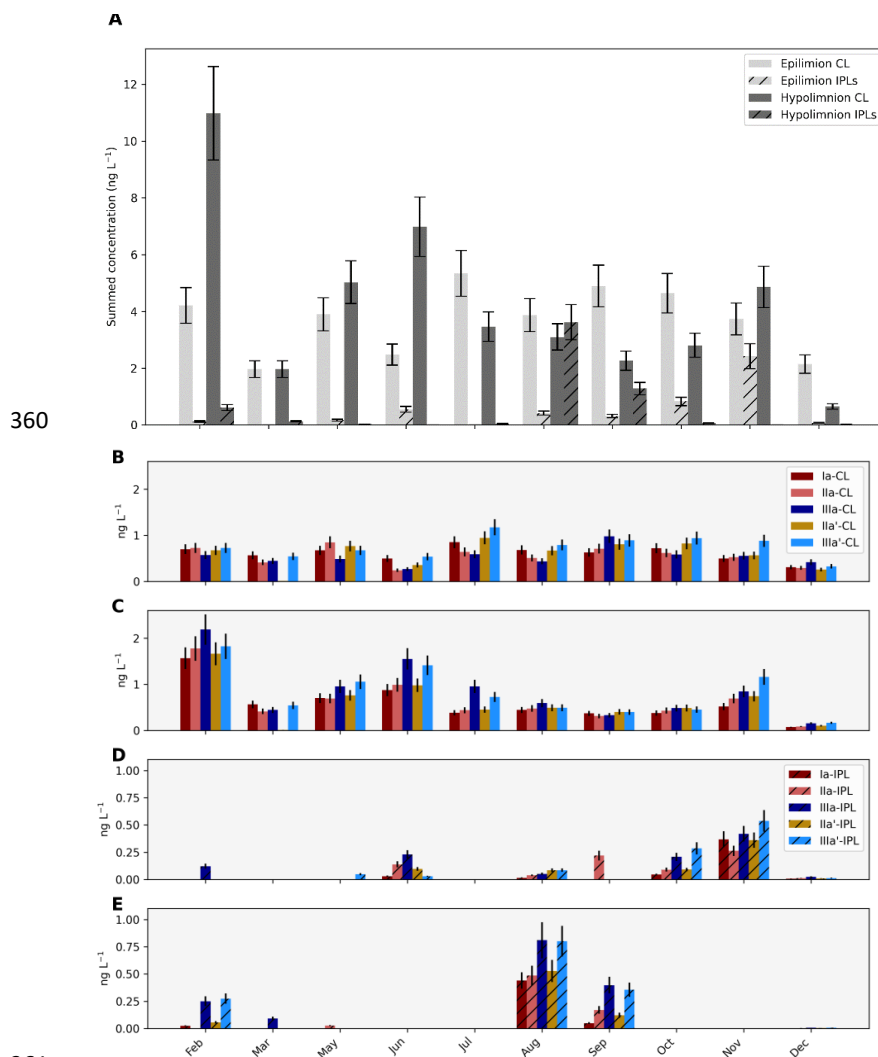 A
Epilimion CL
Epilimion IPLs
Hypolimnion CL
Hypolimnion IPLs
Summed concentration (ng L⁻¹)
12
10
8
6
4
2
0
360
B
Ia-CL
IIa-CL
IIIa-CL
IIa'-CL
IIIa'-CL
ng L⁻¹
2
1
0
C
ng L⁻¹
2
1
0
D
Ia-IPL
IIa-IPL
IIIa-IPL
IIa'-IPL
IIIa'-IPL
ng L⁻¹
1.00
0.75
0.50
0.25
0.00
E
ng L⁻¹
1.00
0.75
0.50
0.25
0.00
Feb
Mar
May
Jun
Jul
Aug
Sep
Oct
Nov
Dec